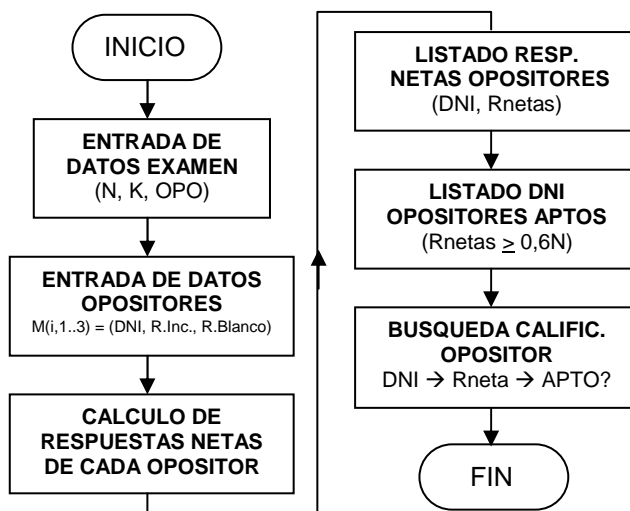 INICIO
ENTRADA DE
DATOS EXAMEN
(N, K, OPO)
ENTRADA DE DATOS
OPOSITORES
M(i,1..3) = (DNI, R.Inc., R.Blanco)
CALCULO DE
RESPUESTAS NETAS
DE CADA OPOSITOR
LISTADO RESP.
NETAS OPOSITORES
(DNI, Rnetas)
LISTADO DNI
OPOSITORES APTOS
(Rnetas ≥ 0,6N)
BUSQUEDA CALIFIC.
OPOSITOR
DNI → Rneta → APTO?
FIN